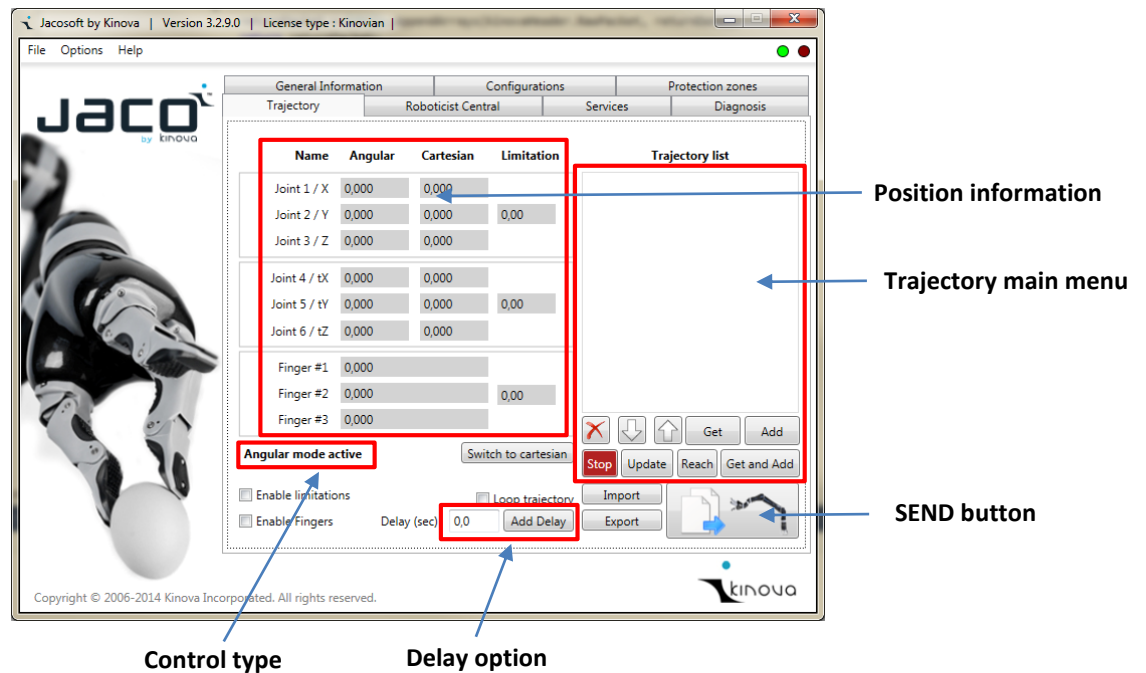 Jacosoft by Kinova | Version 3.2.9.0 | License type : Kinovian |
File Options Help
Jaco
by kinova
General Information Configurations Protection zones
Trajectory Roboticist Central Services Diagnosis
Name Angular Cartesian Limitation Trajectory list
Joint 1 / X 0,000 0,000
Position information
Joint 2 / Y 0,000 0,000 0,00
Joint 3 / Z 0,000 0,000
Joint 4 / tX 0,000 0,000
Trajectory main menu
Joint 5 / tY 0,000 0,000 0,00
Joint 6 / tZ 0,000 0,000
Finger #1 0,000
Finger #2 0,000 0,00
Finger #3 0,000
Get Add
Angular mode active Switch to cartesian
Stop Update Reach Get and Add
Enable limitations Loop trajectory Import
Enable Fingers Delay (sec) 0,0 Add Delay Export
SEND button
kinova
Copyright © 2006-2014 Kinova Incorporated. All rights reserved.
Control type Delay option